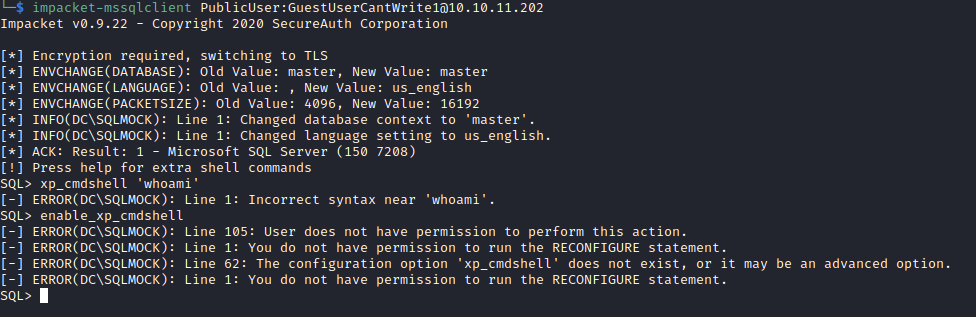 └─$ impacket-mssqlclient PublicUser:GuestUserCantWrite1@10.10.11.202
Impacket v0.9.22 - Copyright 2020 SecureAuth Corporation
[*] Encryption required, switching to TLS
[*] ENVCHANGE(DATABASE): Old Value: master, New Value: master
[*] ENVCHANGE(LANGUAGE): Old Value: , New Value: us_english
[*] ENVCHANGE(PACKETSIZE): Old Value: 4096, New Value: 16192
[*] INFO(DC\SQLMOCK): Line 1: Changed database context to 'master'.
[*] INFO(DC\SQLMOCK): Line 1: Changed language setting to us_english.
[*] ACK: Result: 1 - Microsoft SQL Server (150 7208)
[!] Press help for extra shell commands
SQL> xp_cmdshell 'whoami'
[-] ERROR(DC\SQLMOCK): Line 1: Incorrect syntax near 'whoami'.
SQL> enable_xp_cmdshell
[-] ERROR(DC\SQLMOCK): Line 105: User does not have permission to perform this action.
[-] ERROR(DC\SQLMOCK): Line 1: You do not have permission to run the RECONFIGURE statement.
[-] ERROR(DC\SQLMOCK): Line 62: The configuration option 'xp_cmdshell' does not exist, or it may be an advanced option.
[-] ERROR(DC\SQLMOCK): Line 1: You do not have permission to run the RECONFIGURE statement.
SQL>